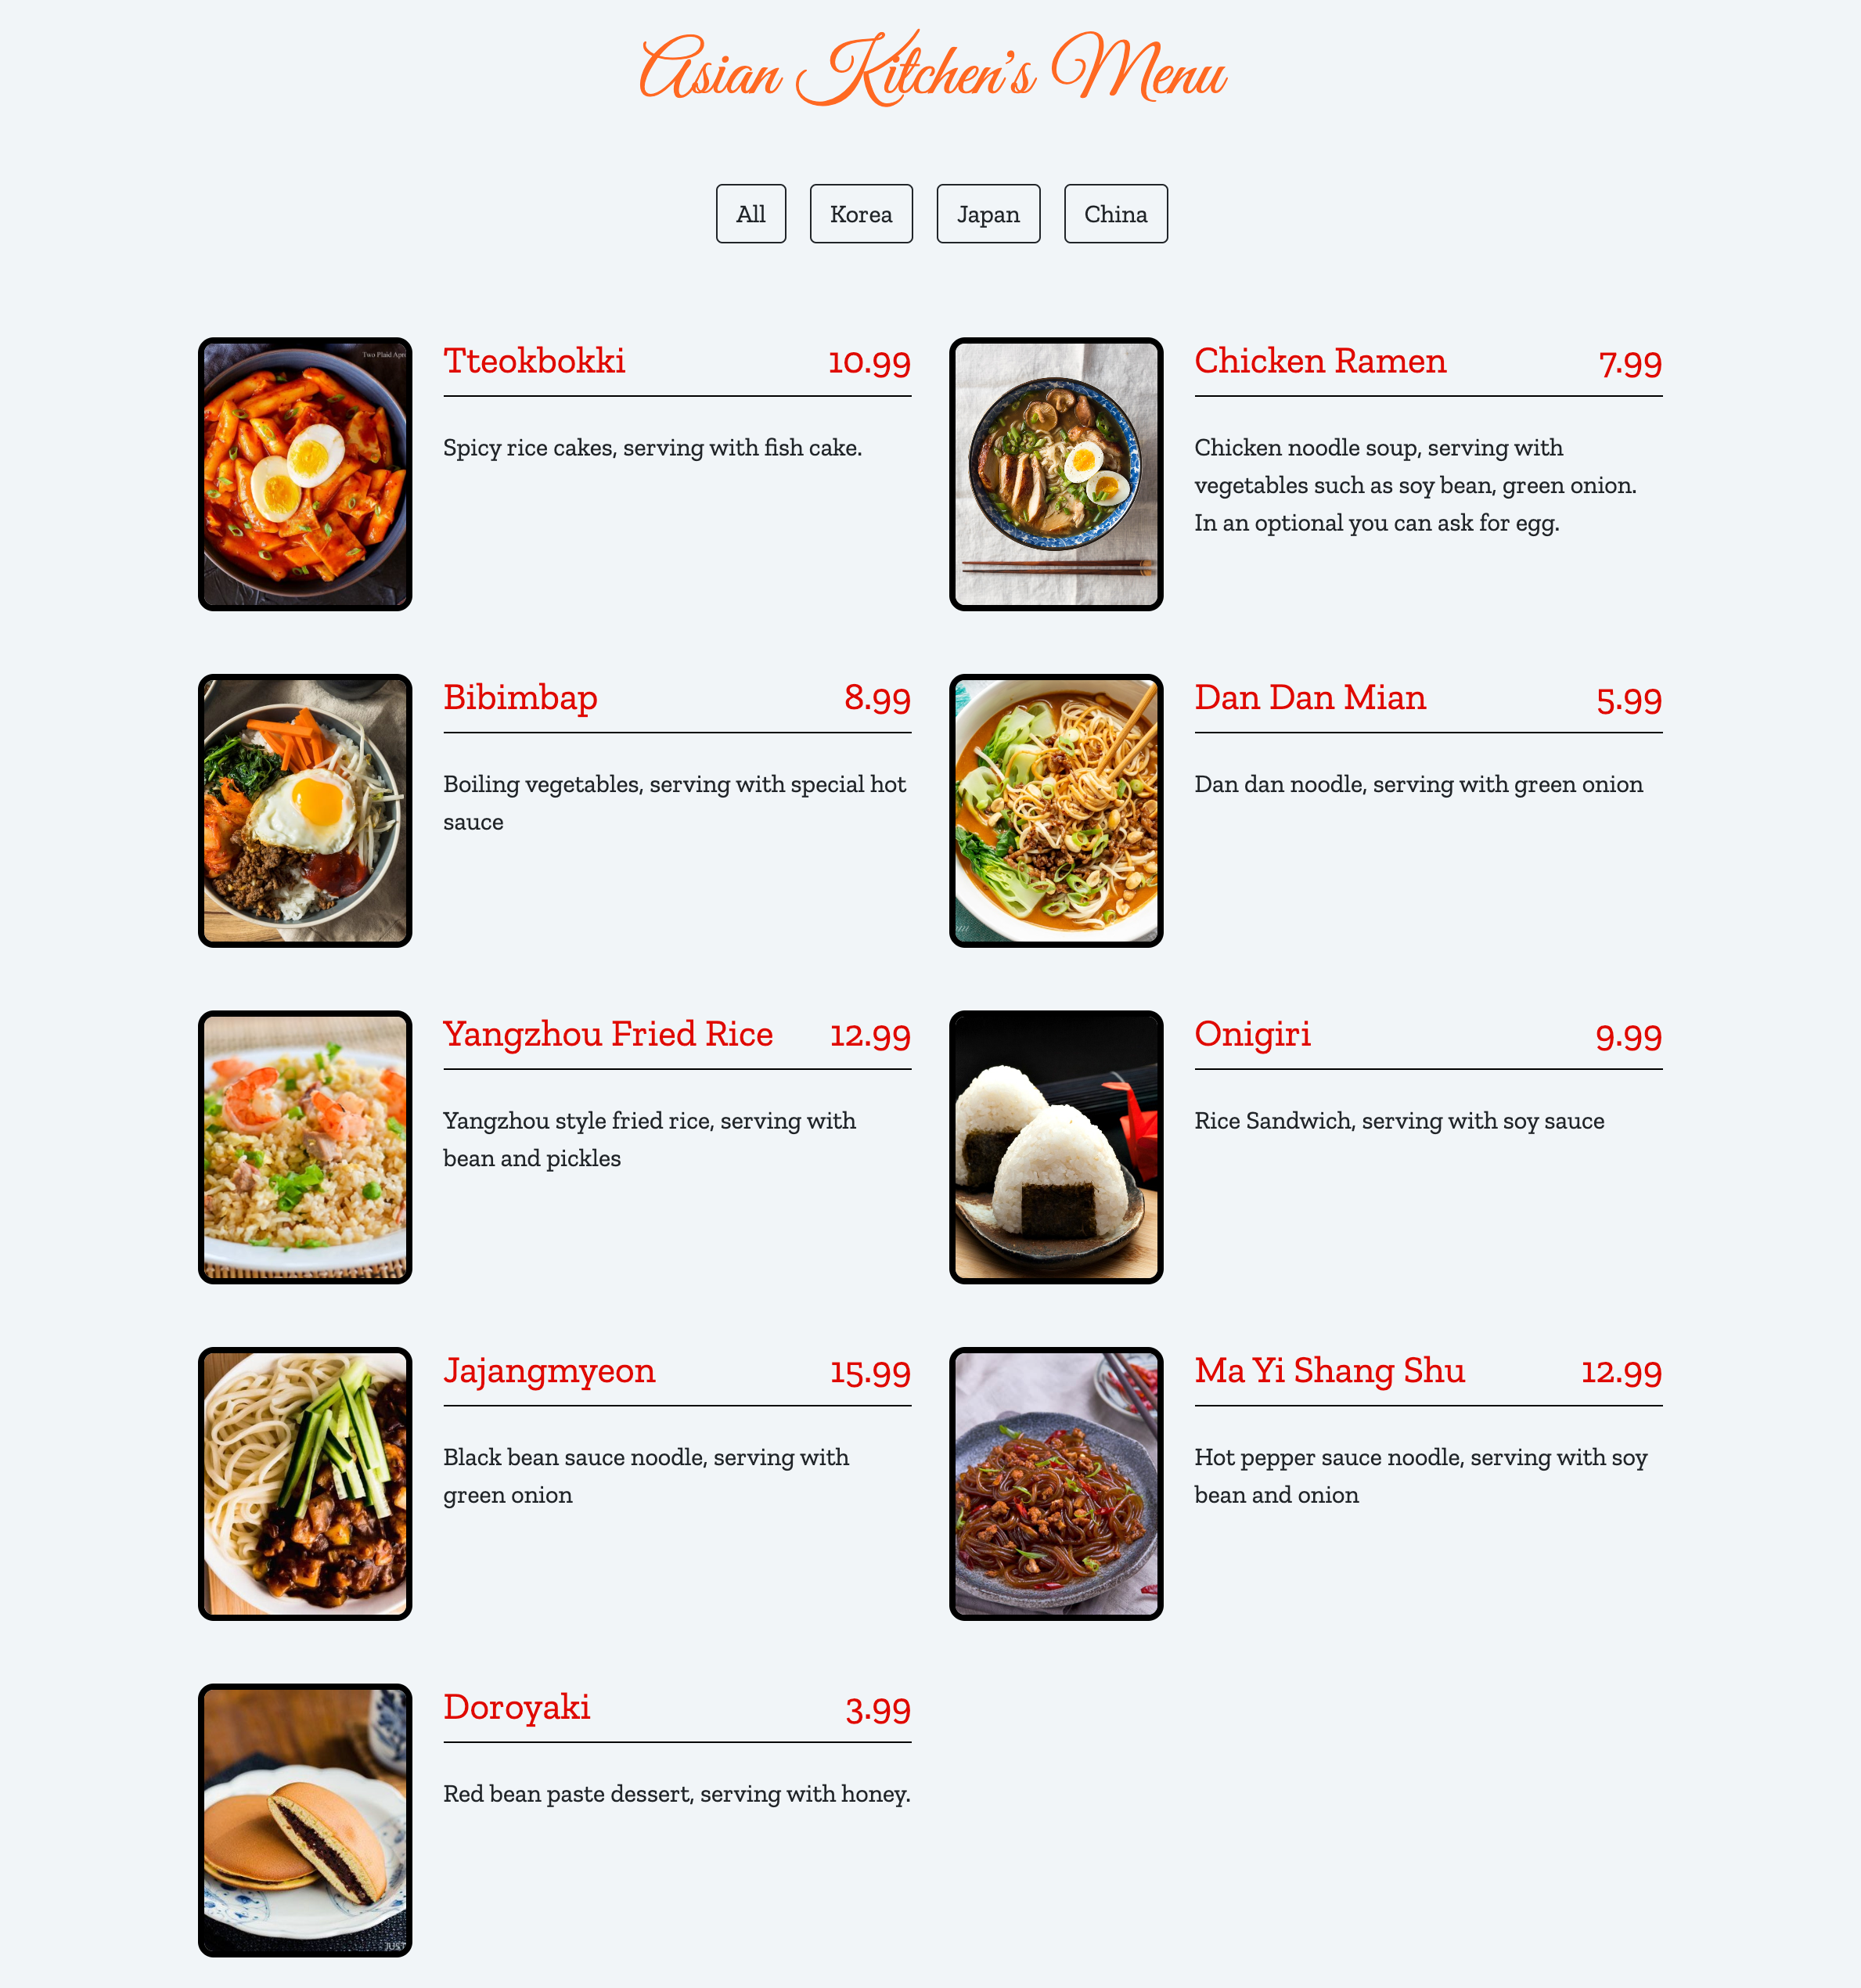 Asian Kitchen's Menu
All
Korea
Japan
China
Two Plaid Apr
Tteokbokki 10.99
Spicy rice cakes, serving with fish cake.
Chicken Ramen 7.99
Chicken noodle soup, serving with
vegetables such as soy bean, green onion.
In an optional you can ask for egg.
Bibimbap 8.99
Boiling vegetables, serving with special hot
sauce
Dan Dan Mian 5.99
Dan dan noodle, serving with green onion
Yangzhou Fried Rice 12.99
Yangzhou style fried rice, serving with
bean and pickles
Onigiri 9.99
Rice Sandwich, serving with soy sauce
Jajangmyeon 15.99
Black bean sauce noodle, serving with
green onion
Ma Yi Shang Shu 12.99
Hot pepper sauce noodle, serving with soy
bean and onion
Doroyaki 3.99
Red bean paste dessert, serving with honey.
JUST